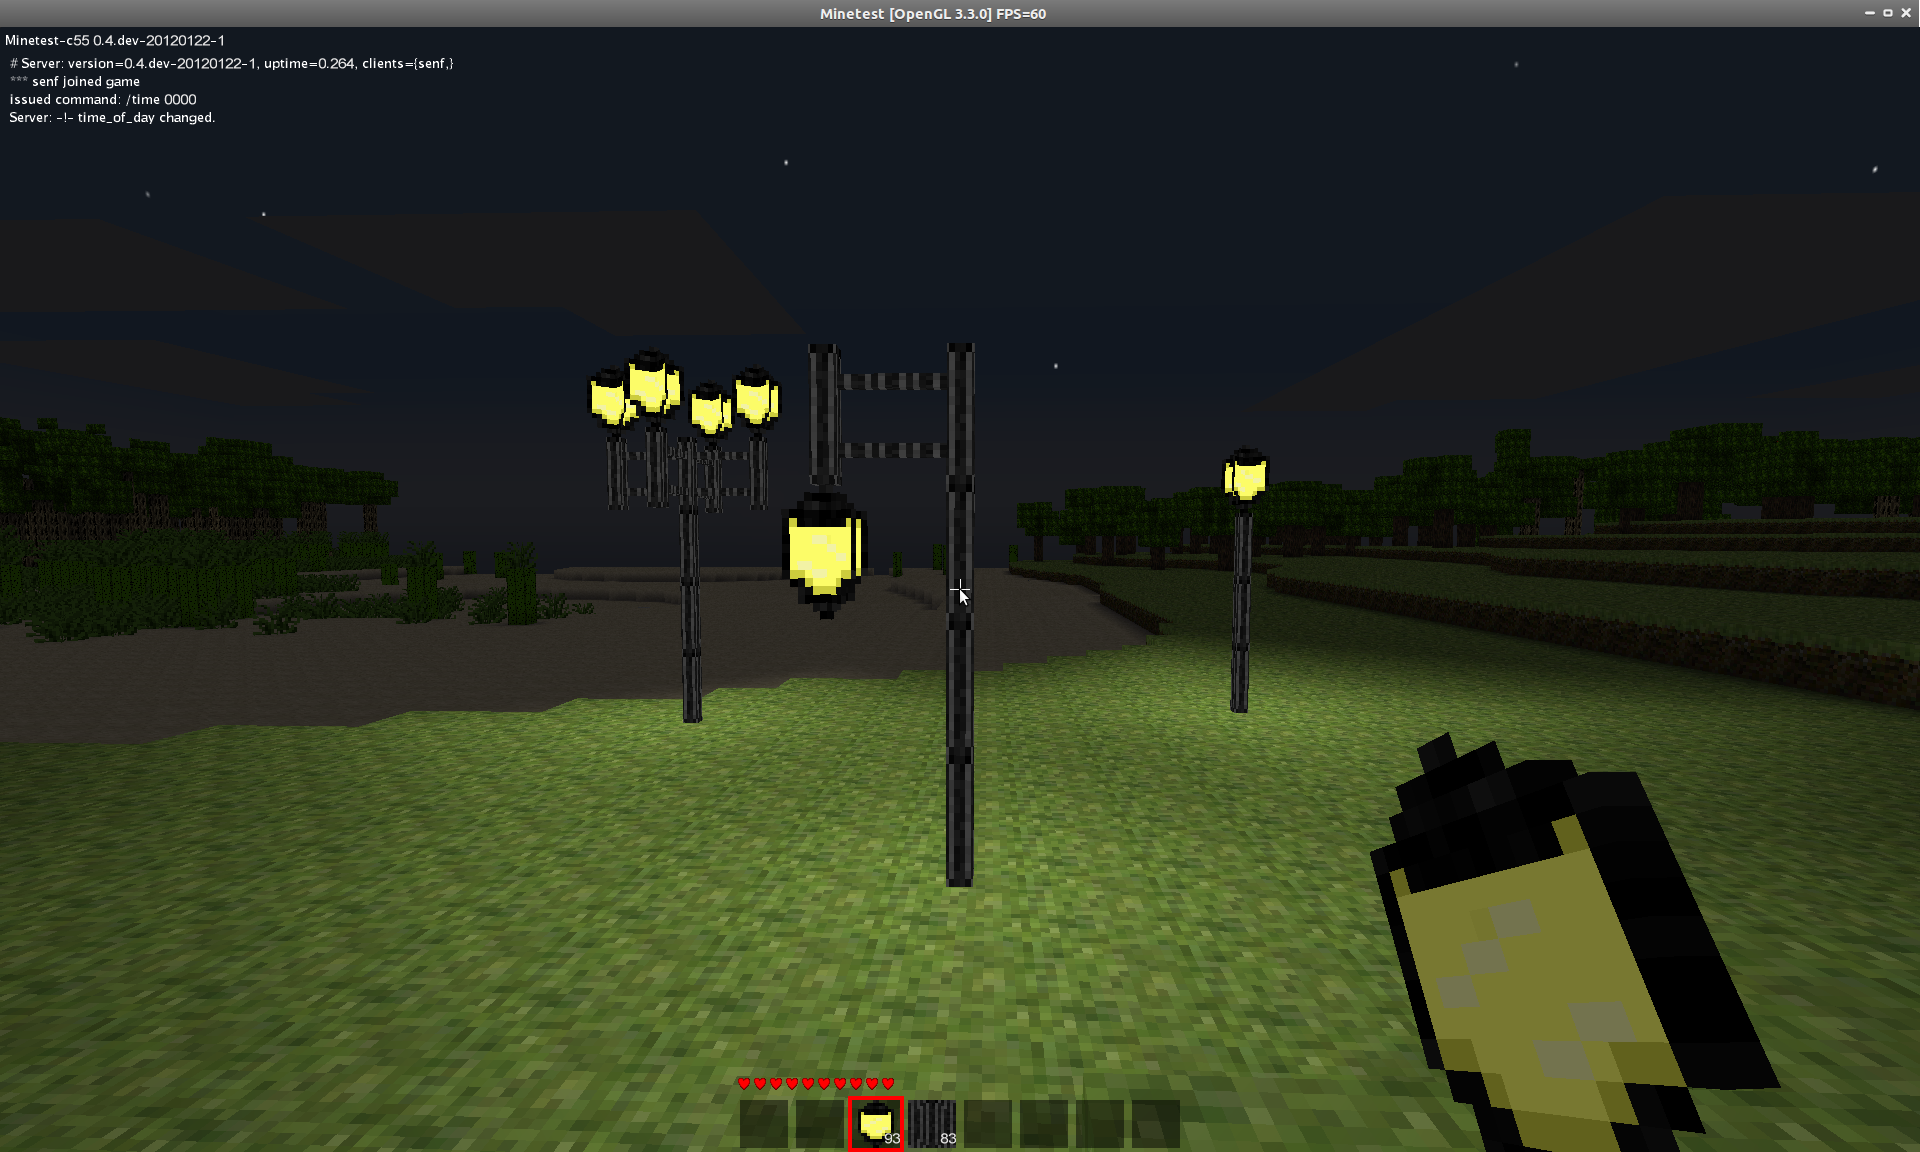 Minetest [OpenGL 3.3.0] FPS=60
Minetest-c55 0.4.dev-20120122-1
# Server: version=0.4.dev-20120122-1, uptime=0.264, clients={senf,}
*** senf joined game
issued command: /time 0000
Server: -!- time_of_day changed.
93 83